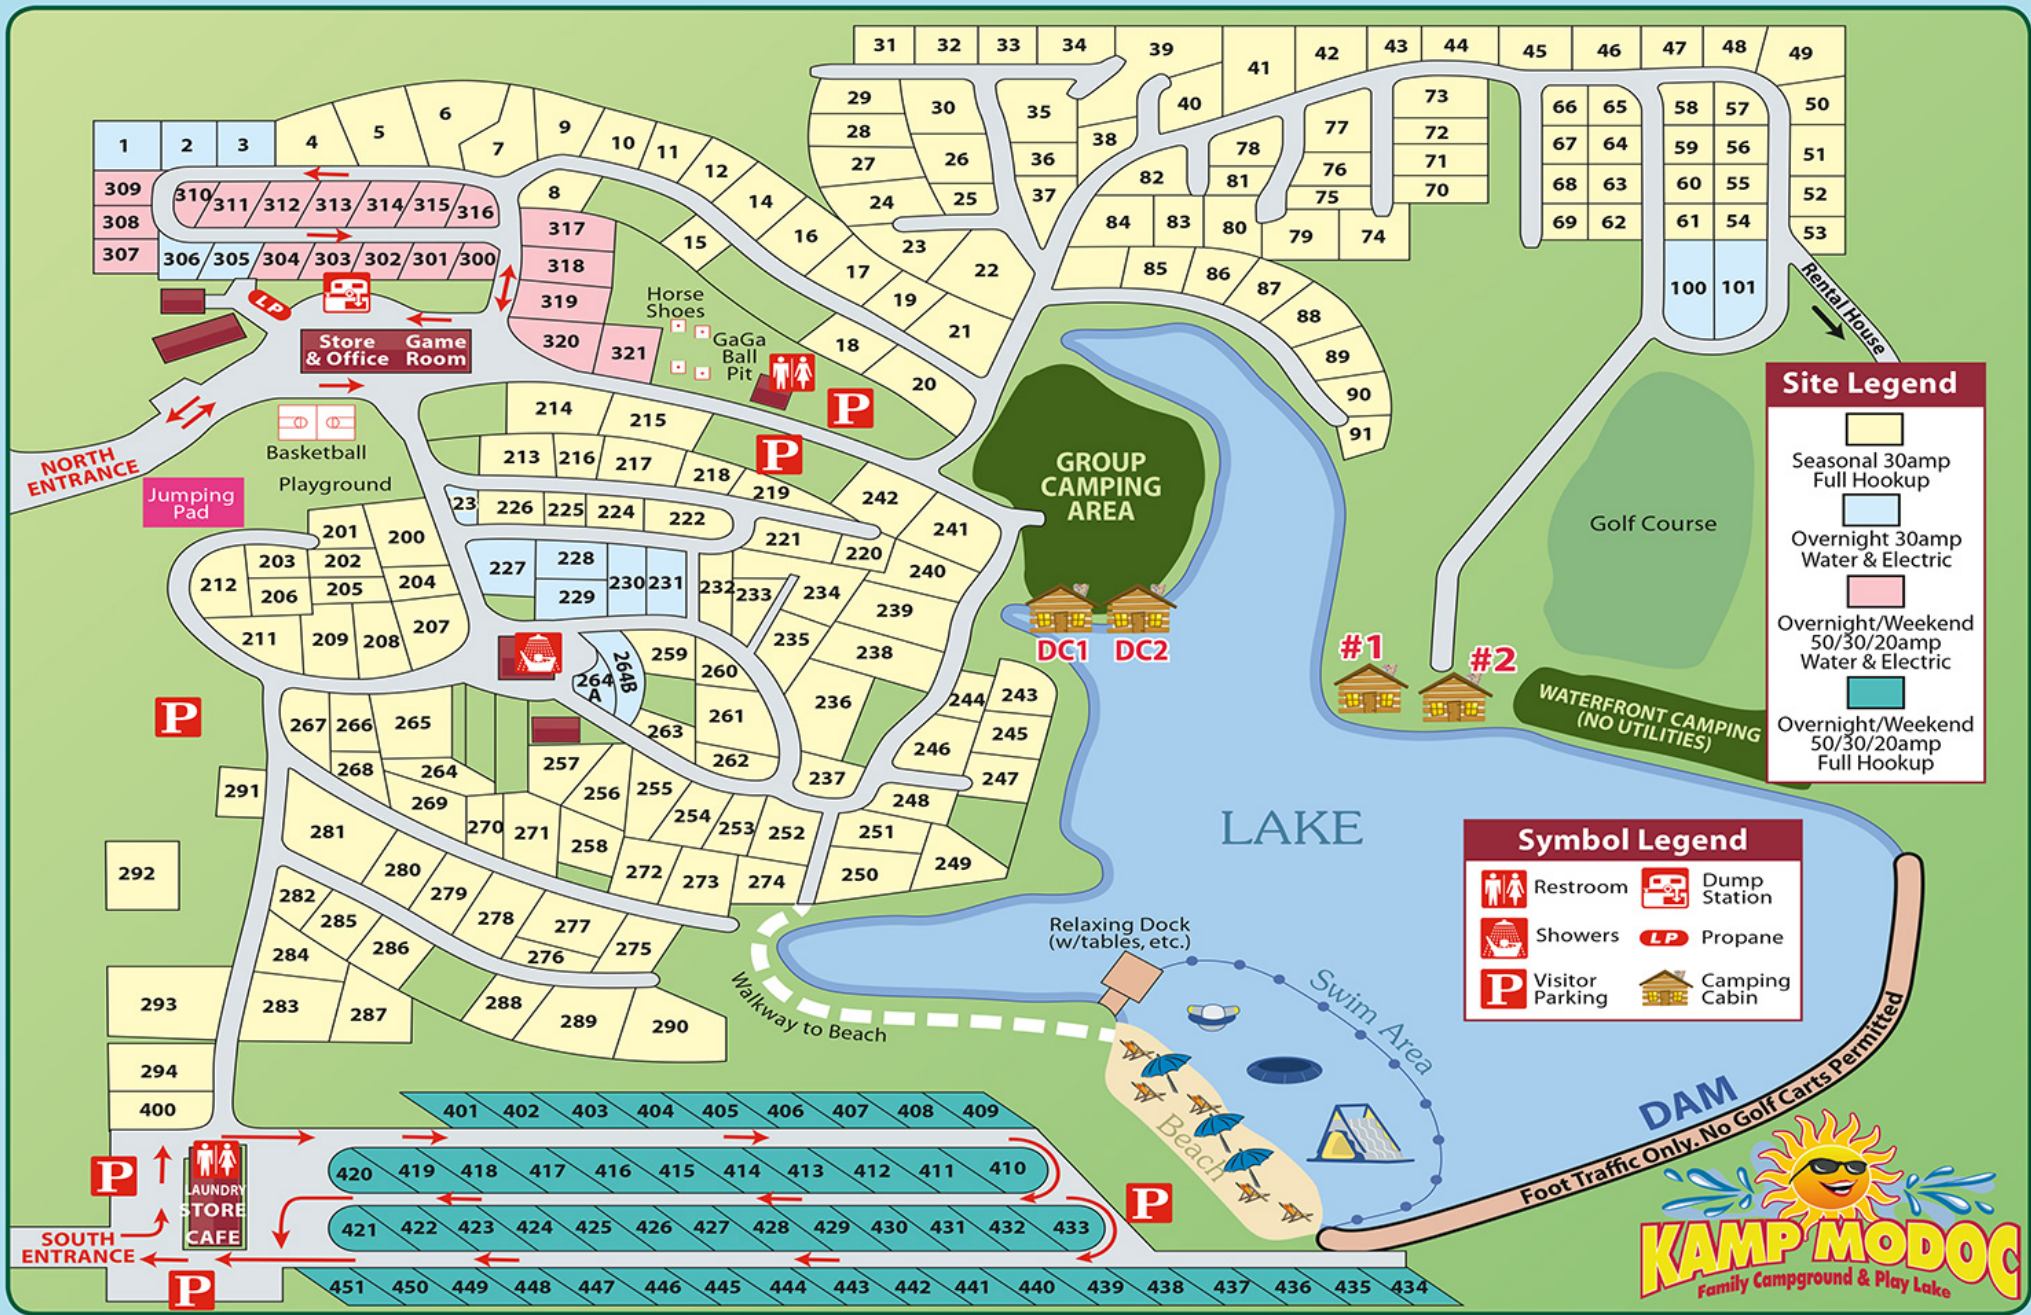 31 32 33 34 39 41 42 43 44 45 46 47 48 49
29 30 35 40 38 73 66 65 58 57 50
28 77 72 67 64 59 56 51
27 26 36 78 76 71 68 63 60 55 52
24 25 37 82 81 75 70 69 62 61 54 53
23 22 84 83 80 79 74
85 86 87 88 89 90 91
100 101
Rental House
1 2 3 4 5 6 7 9 10 11 12 14 16 17 19 21
8 15 18 20
309 310 311 312 313 314 315 316
308
307 306 305 304 303 302 301 300
317
318
319
320 321
LP
Store
& Office
Game
Room
Horse
Shoes
GaGa
Ball
Pit
P
P
NORTH
ENTRANCE
Basketball
Playground
Jumping
Pad
214 215
213 216 217 218 219
23 226 225 224 222
221 220 242 241 240
227 228 229 230 231 232 233 234 239
235 238 236 237
201 200
203 202
212 206 205 204
211 209 208 207
264
A
264B
259 260 261 262 263
244 243
246 245
247
248
251
250 249
P
267 266 265
268 264
269 270 271
257 256 255 254 253 252
258 272 273 274
291
292
281 280 279 278 277 276 275
282 285 286
284 283 287 288 289 290
293
294
400
GROUP
CAMPING
AREA
DC1 DC2
#1 #2
Golf Course
WATERFRONT CAMPING
(NO UTILITIES)
LAKE
Site Legend
Seasonal 30amp
Full Hookup
Overnight 30amp
Water & Electric
Overnight/Weekend
50/30/20amp
Water & Electric
Overnight/Weekend
50/30/20amp
Full Hookup
Symbol Legend
Restroom
Dump
Station
Showers
LP Propane
P Visitor
Parking
Camping
Cabin
Relaxing Dock
(w/tables, etc.)
Swim Area
Walkway to Beach
Beach
DAM
Foot Traffic Only. No Golf Carts Permitted
401 402 403 404 405 406 407 408 409
420 419 418 417 416 415 414 413 412 411 410
421 422 423 424 425 426 427 428 429 430 431 432 433
451 450 449 448 447 446 445 444 443 442 441 440 439 438 437 436 435 434
P
P
P
LAUNDRY
STORE
CAFE
SOUTH
ENTRANCE
KAMP MODOC
Family Campground & Play Lake